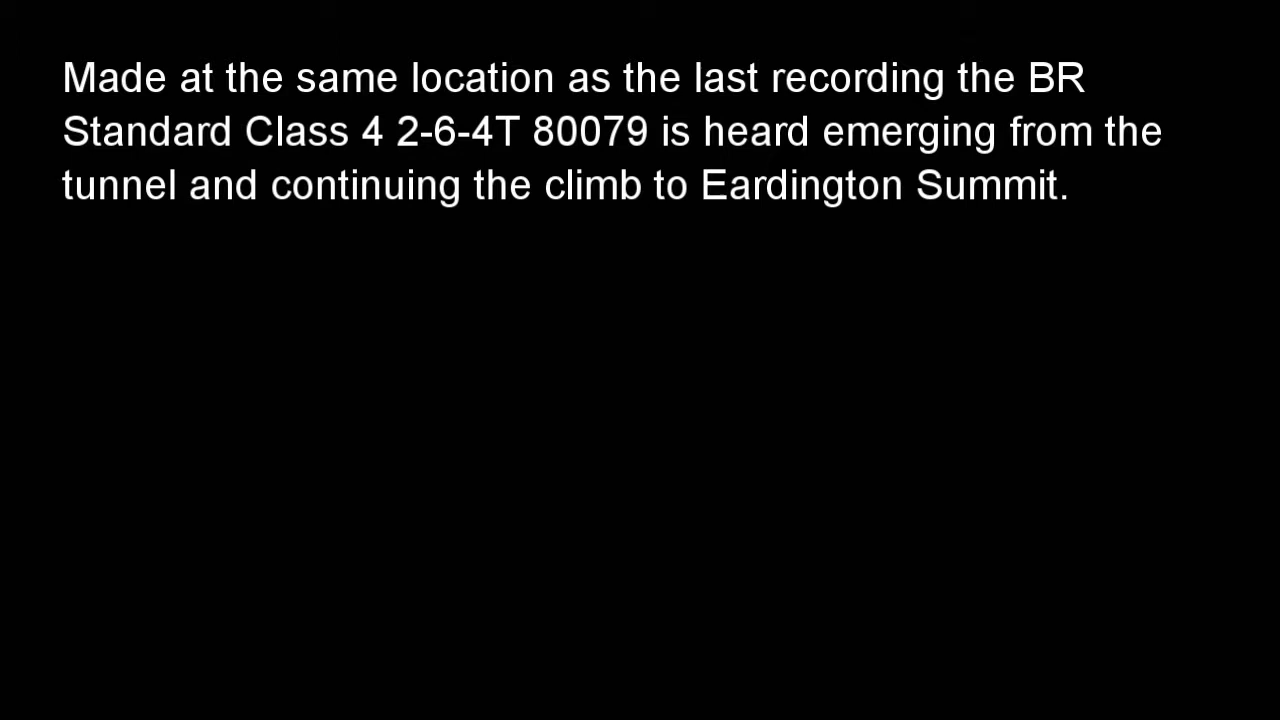 Made at the same location as the last recording the BR
Standard Class 4 2-6-4T 80079 is heard emerging from the
tunnel and continuing the climb to Eardington Summit.